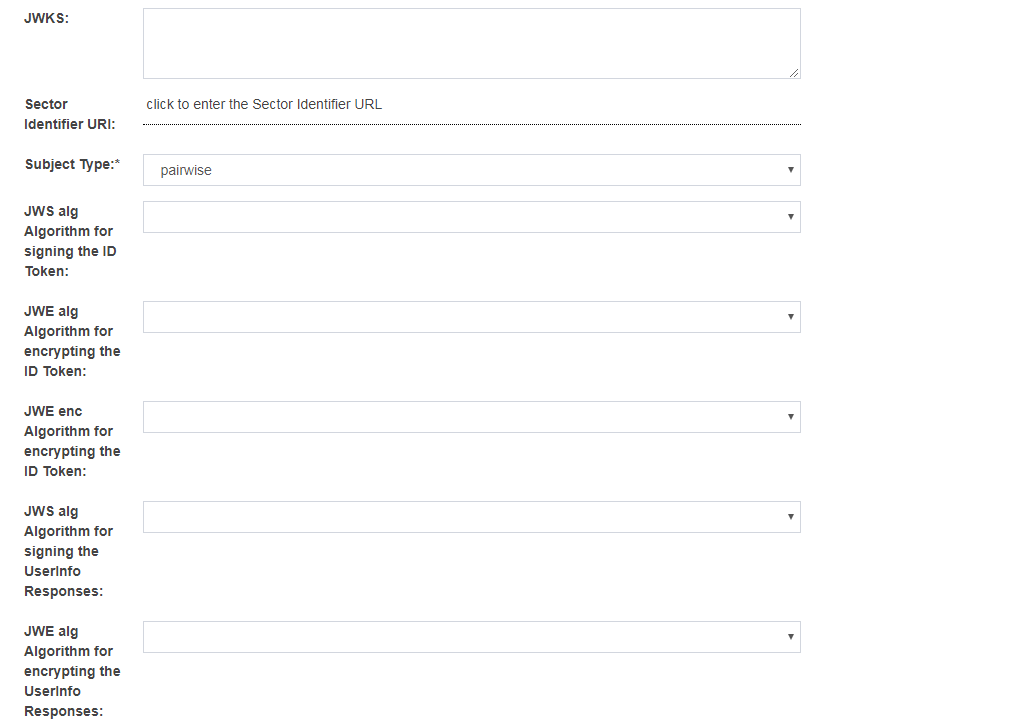 JWKS:
Sector
Identifier URI:
click to enter the Sector Identifier URL
Subject Type:*
pairwise
JWS alg
Algorithm for
signing the ID
Token:
JWE alg
Algorithm for
encrypting the
ID Token:
JWE enc
Algorithm for
encrypting the
ID Token:
JWS alg
Algorithm for
signing the
UserInfo
Responses:
JWE alg
Algorithm for
encrypting the
UserInfo
Responses: